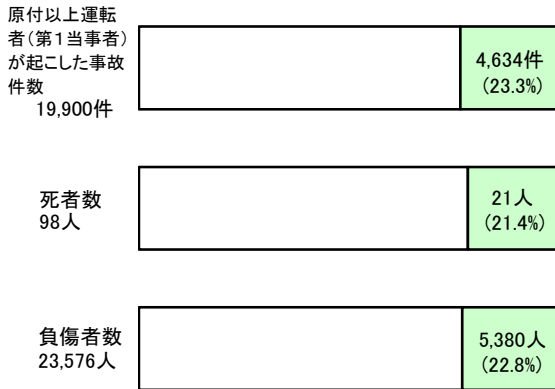 原付以上運転
者(第1当事者)
が起こした事故
件数
19,900件
4,634件
(23.3%)
死者数
98人
21人
(21.4%)
負傷者数
23,576人
5,380人
(22.8%)